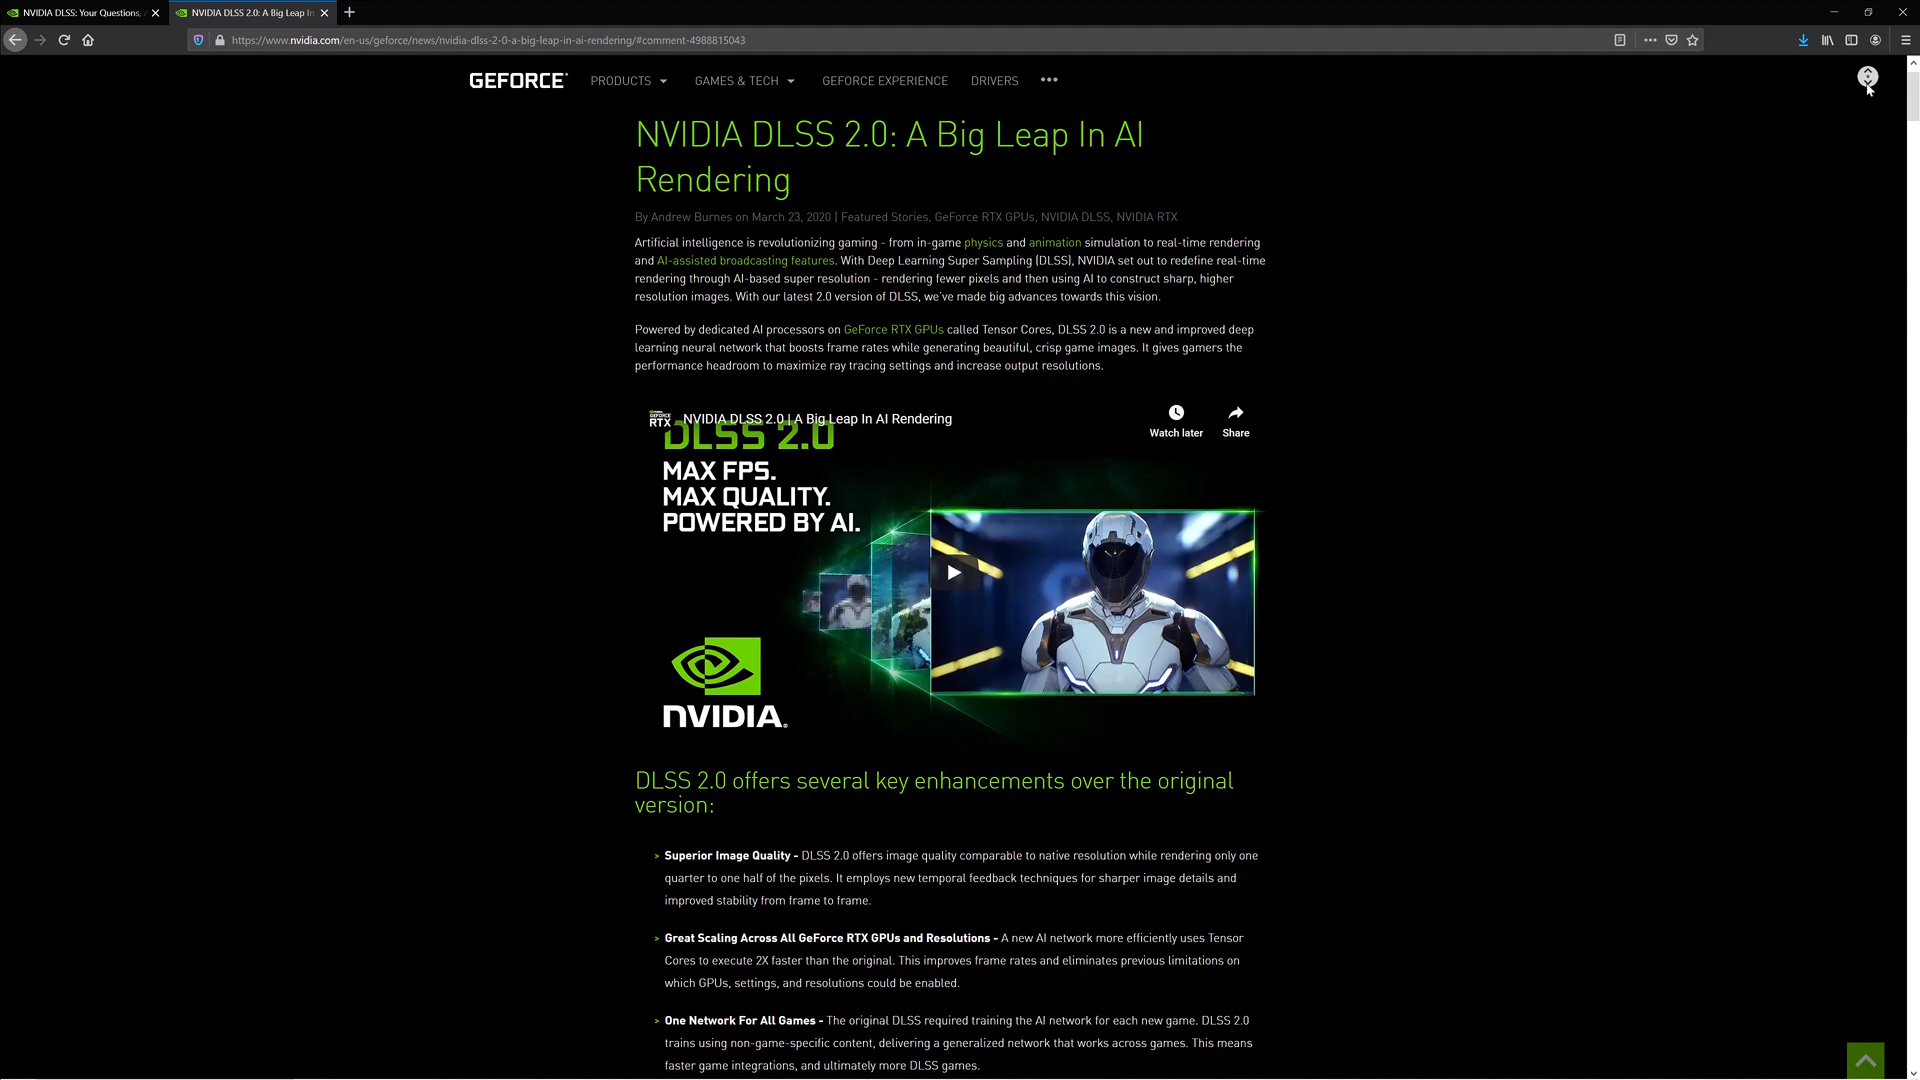 NVIDIA DLSS: Your Questions,
NVIDIA DLSS 2.0: A Big Leap In
https://www.nvidia.com/en-us/geforce/news/nvidia-dlss-2-0-a-big-leap-in-ai-rendering/#comment-4988815043
GEFORCE PRODUCTS GAMES & TECH GEFORCE EXPERIENCE DRIVERS
NVIDIA DLSS 2.0: A Big Leap In AI
Rendering
By Andrew Burnes on March 23, 2020 | Featured Stories, GeForce RTX GPUs, NVIDIA DLSS, NVIDIA RTX
Artificial intelligence is revolutionizing gaming - from in-game physics and animation simulation to real-time rendering
and AI-assisted broadcasting features. With Deep Learning Super Sampling (DLSS), NVIDIA set out to redefine real-time
rendering through AI-based super resolution - rendering fewer pixels and then using AI to construct sharp, higher
resolution images. With our latest 2.0 version of DLSS, we've made big advances towards this vision.
Powered by dedicated AI processors on GeForce RTX GPUs called Tensor Cores, DLSS 2.0 is a new and improved deep
learning neural network that boosts frame rates while generating beautiful, crisp game images. It gives gamers the
performance headroom to maximize ray tracing settings and increase output resolutions.
GEFORCE
RTX
NVIDIA DLSS 2.0 | A Big Leap In AI Rendering
Watch later Share
DLSS 2.0
MAX FPS.
MAX QUALITY.
POWERED BY AI.
NVIDIA.
DLSS 2.0 offers several key enhancements over the original
version:
> Superior Image Quality - DLSS 2.0 offers image quality comparable to native resolution while rendering only one
quarter to one half of the pixels. It employs new temporal feedback techniques for sharper image details and
improved stability from frame to frame.
> Great Scaling Across All GeForce RTX GPUs and Resolutions - A new AI network more efficiently uses Tensor
Cores to execute 2X faster than the original. This improves frame rates and eliminates previous limitations on
which GPUs, settings, and resolutions could be enabled.
> One Network For All Games - The original DLSS required training the AI network for each new game. DLSS 2.0
trains using non-game-specific content, delivering a generalized network that works across games. This means
faster game integrations, and ultimately more DLSS games.